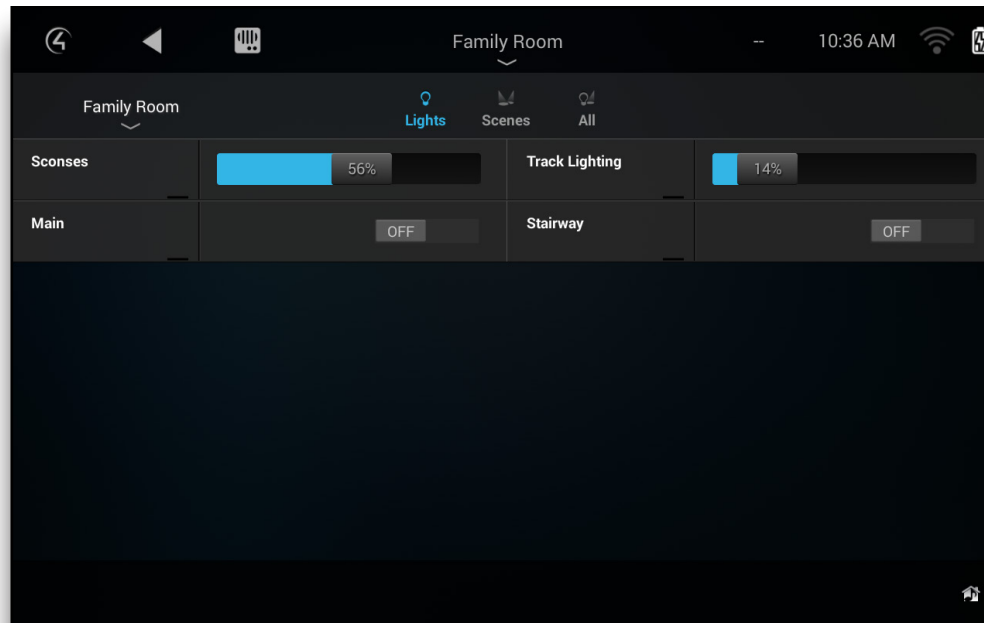 Family Room -- 10:36 AM
Family Room Lights Scenes All
Sconses 56% Track Lighting 14%
Main OFF Stairway OFF